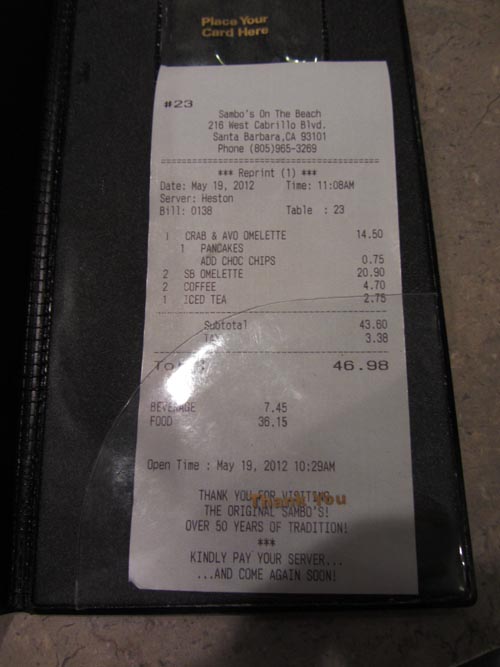 Place Your
Card Here
#23
Sambo's On The Beach
216 West Cabrillo Blvd.
Santa Barbara,CA 93101
Phone (805)965-3269
*** Reprint (1) ***
Date: May 19, 2012 Time: 11:08AM
Server: Heston
Bill: 0138 Table : 23
1 CRAB & AVO OMELETTE 14.50
1 PANCAKES
ADD CHOC CHIPS 0.75
2 SB OMELETTE 20.90
2 COFFEE 4.70
1 ICED TEA 2.75
Subtotal 43.60
TAX 3.38
Total: 46.98
BEVERAGE 7.45
FOOD 36.15
Open Time : May 19, 2012 10:29AM
THANK YOU FOR VISITING
Thank You
THE ORIGINAL SAMBO'S!
OVER 50 YEARS OF TRADITION!
***
KINDLY PAY YOUR SERVER...
...AND COME AGAIN SOON!